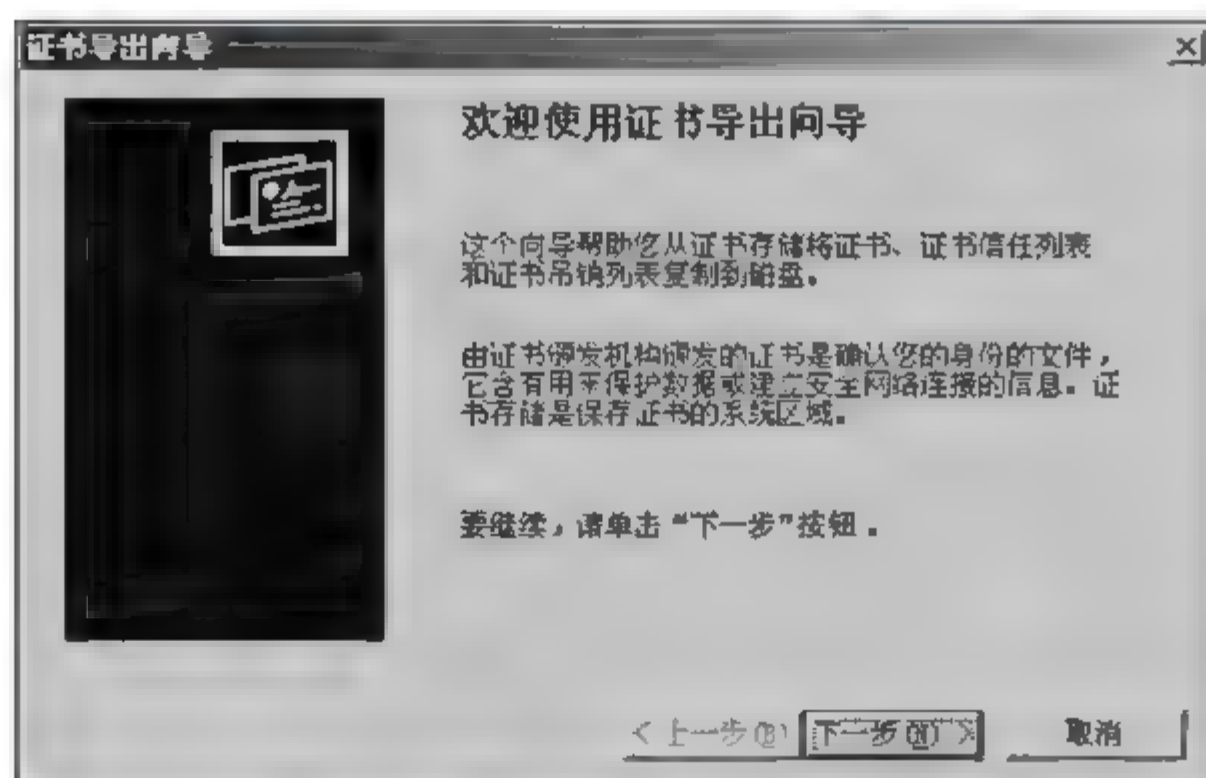 证书导出向导
欢迎使用证书导出向导
这个向导帮助您从证书存储将证书、证书信任列表
和证书吊销列表复制到磁盘。
由证书颁发机构颁发的证书是确认您的身份的文件，
它含有用来保护数据或建立安全网络连接的信息。证
书存储是保存证书的系统区域。
要继续，请单击“下一步”按钮。
< 上一步(B) 下一步(N) > 取消